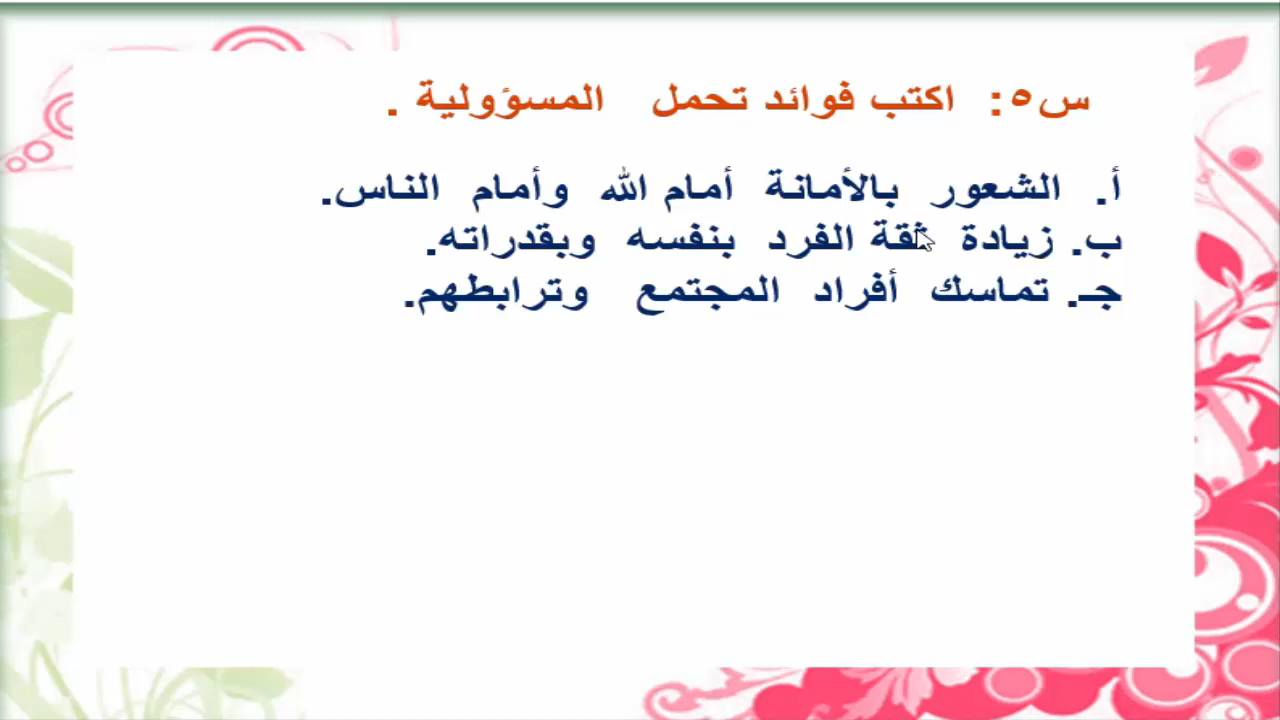 س٥: اكتب فوائد تحمل المسؤولية .
أ. الشعور بالأمانة أمام الله وأمام الناس.
ب. زيادة ثقة الفرد بنفسه وبقدراته.
جـ. تماسك أفراد المجتمع وترابطهم.